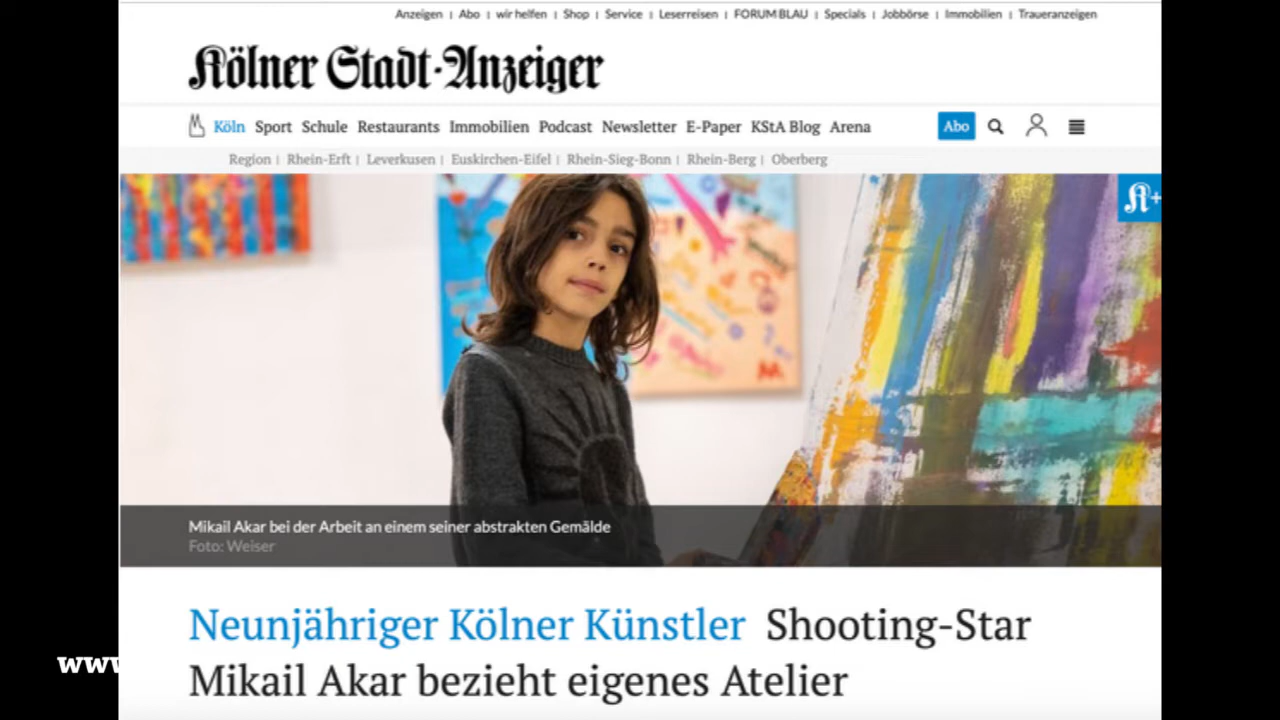 Anzeigen | Abo | wir helfen | Shop | Service | Leserreisen | FORUM BLAU | Specials | Jobbörse | Immobilien | Traueranzeigen
Kölner Stadt-Anzeiger
Köln Sport Schule Restaurants Immobilien Podcast Newsletter E-Paper KStA Blog Arena Abo
Region | Rhein-Erft | Leverkusen | Euskirchen-Eifel | Rhein-Sieg-Bonn | Rhein-Berg | Oberberg
K+
Mikail Akar bei der Arbeit an einem seiner abstrakten Gemälde
Foto: Weiser
Neunjähriger Kölner Künstler Shooting-Star
www
Mikail Akar bezieht eigenes Atelier